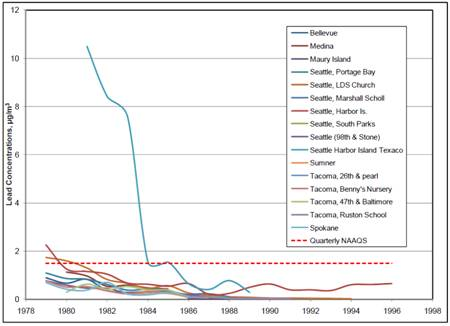 12
10
8
6
4
2
0
Lead Concentrations, µg/m³
1978 1980 1982 1984 1986 1988 1990 1992 1994 1996 1998
Bellevue
Medina
Maury Island
Seattle, Portage Bay
Seattle, LDS Church
Seattle, Marshall Scholl
Seattle, Harbor Is.
Seattle, South Parks
Seattle (98th & Stone)
Seattle Harbor Island Texaco
Sumner
Tacoma, 26th & pearl
Tacoma, Benny's Nursery
Tacoma, 47th & Baltimore
Tacoma, Ruston School
Spokane
Quarterly NAAQS